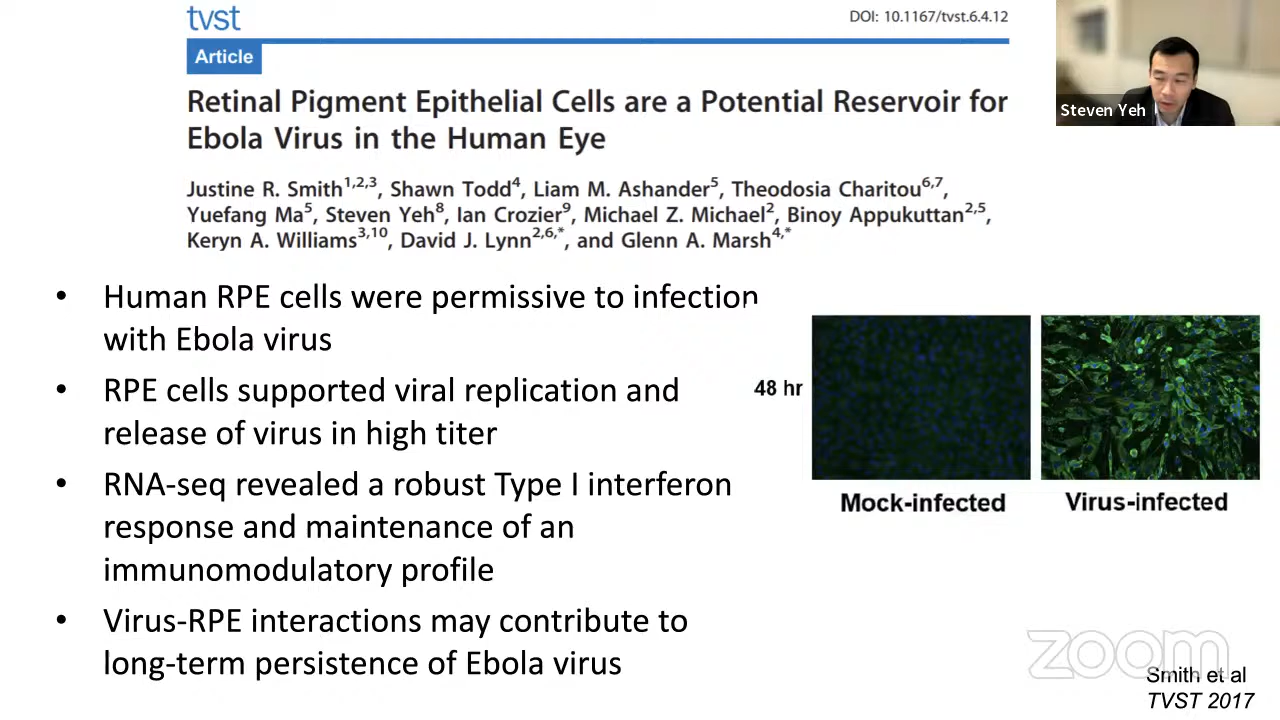 tvst
DOI: 10.1167/tvst.6.4.12
Article
Retinal Pigment Epithelial Cells are a Potential Reservoir for
Ebola Virus in the Human Eye
Justine R. Smith1,2,3, Shawn Todd4, Liam M. Ashander5, Theodosia Charitou6,7,
Yuefang Ma5, Steven Yeh8, Ian Crozier9, Michael Z. Michael2, Binoy Appukuttan2,5,
Keryn A. Williams3,10, David J. Lynn2,6,*, and Glenn A. Marsh4,*
Steven Yeh
• Human RPE cells were permissive to infection
with Ebola virus
• RPE cells supported viral replication and
release of virus in high titer
• RNA-seq revealed a robust Type I interferon
response and maintenance of an
immunomodulatory profile
• Virus-RPE interactions may contribute to
long-term persistence of Ebola virus
48 hr
Mock-infected
Virus-infected
zoom
Smith et al
TVST 2017